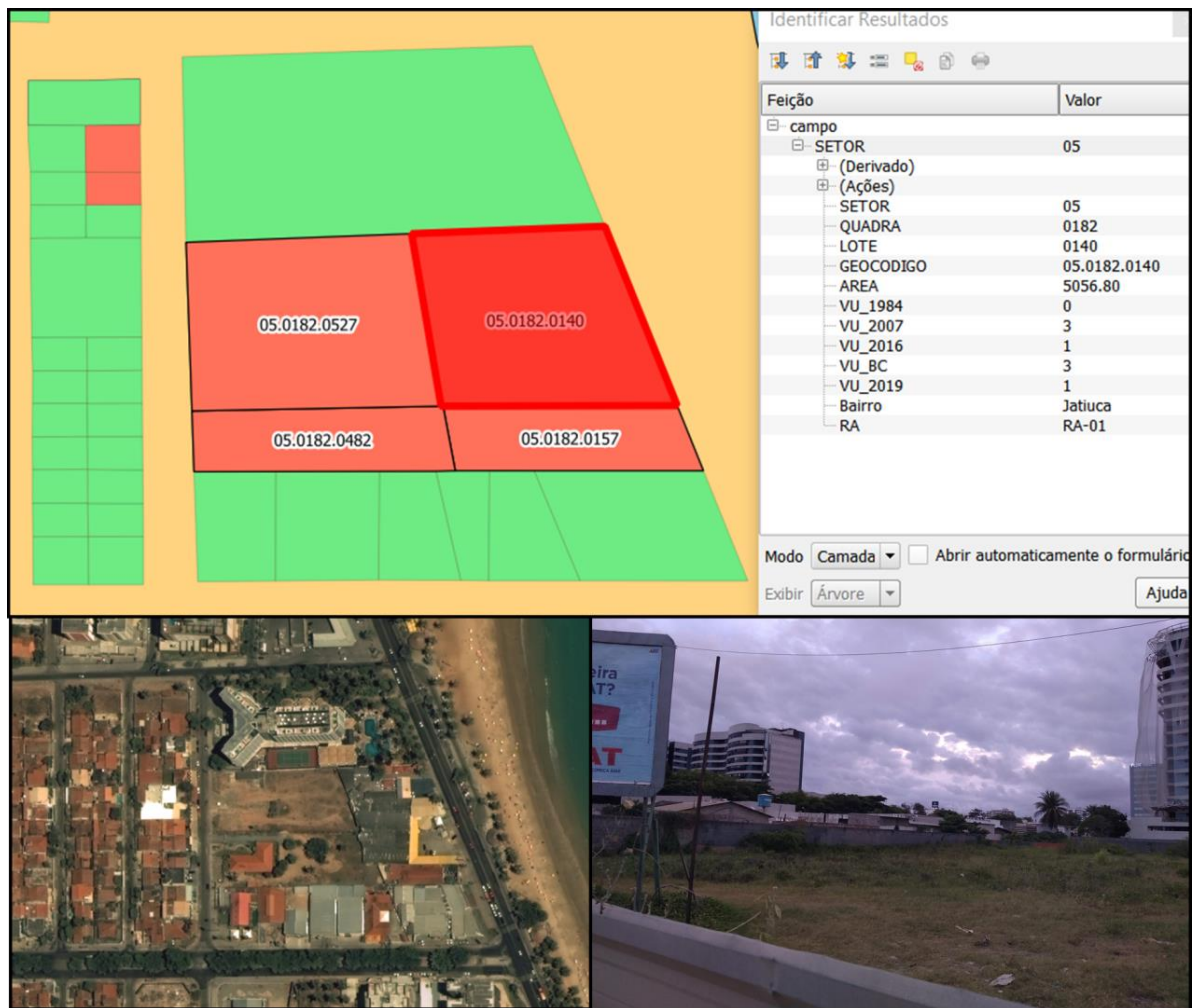 Identificar Resultados
Feição Valor
campo
SETOR 05
(Derivado)
(Ações)
SETOR 05
QUADRA 0182
LOTE 0140
GEOCODIGO 05.0182.0140
AREA 5056.80
VU_1984 0
VU_2007 3
VU_2016 1
VU_BC 3
VU_2019 1
Bairro Jatiuca
RA RA-01
Modo Camada Abrir automaticamente o formulário
Exibir Árvore Ajuda
05.0182.0527
05.0182.0140
05.0182.0482
05.0182.0157
eira
AT?
AT